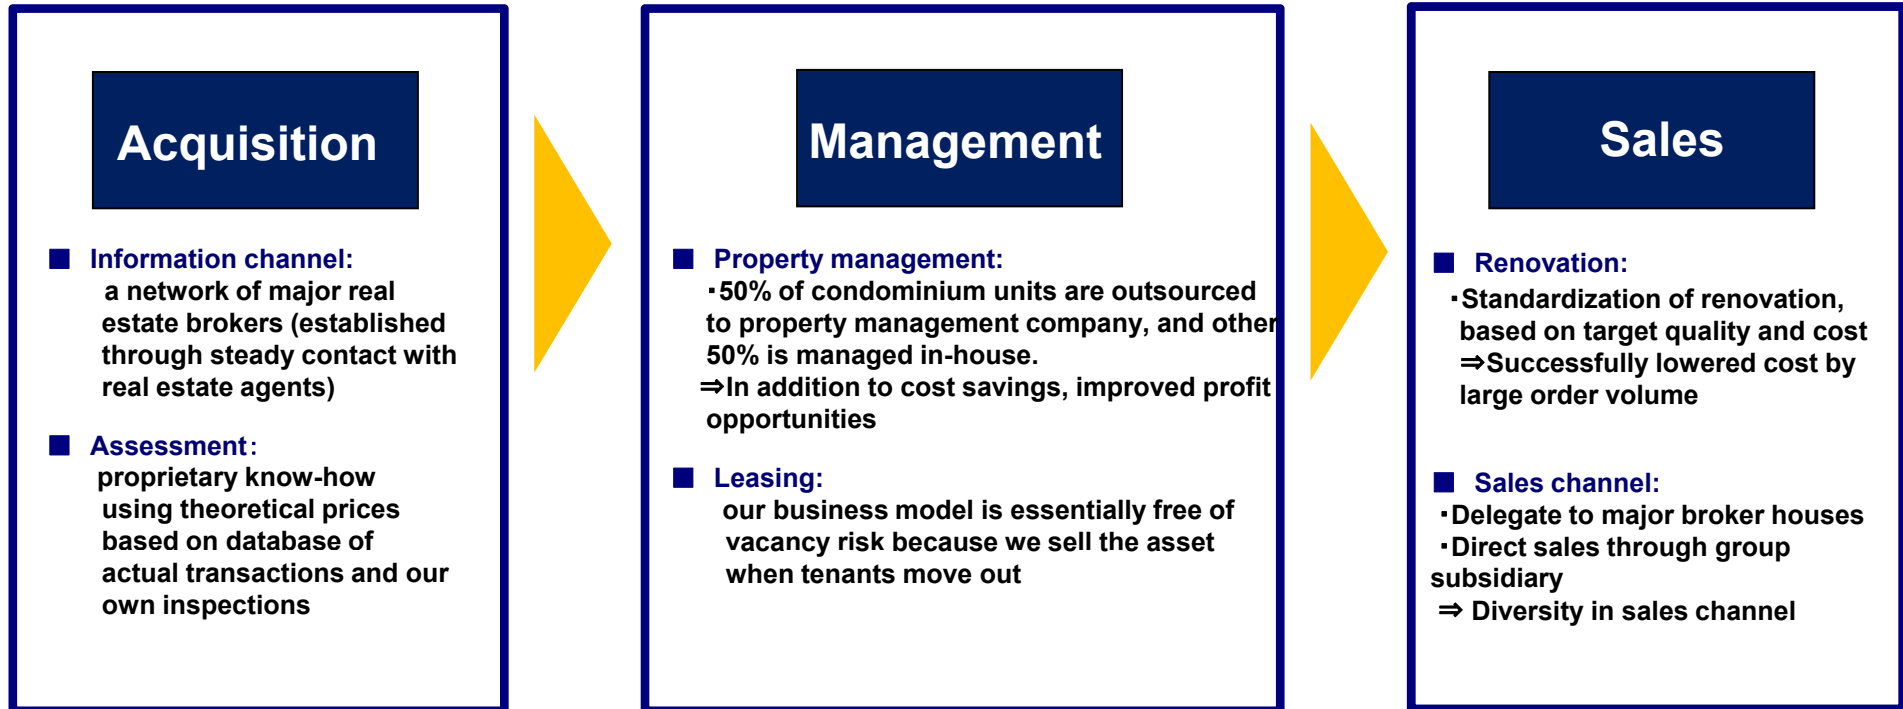 Acquisition
■ Information channel:
a network of major real
estate brokers (established
through steady contact with
real estate agents)
■ Assessment:
proprietary know-how
using theoretical prices
based on database of
actual transactions and our
own inspections
Management
■ Property management:
・50% of condominium units are outsourced
to property management company, and other
50% is managed in-house.
⇒In addition to cost savings, improved profit
opportunities
■ Leasing:
our business model is essentially free of
vacancy risk because we sell the asset
when tenants move out
Sales
■ Renovation:
・Standardization of renovation,
based on target quality and cost
⇒Successfully lowered cost by
large order volume
■ Sales channel:
・Delegate to major broker houses
・Direct sales through group
subsidiary
⇒ Diversity in sales channel